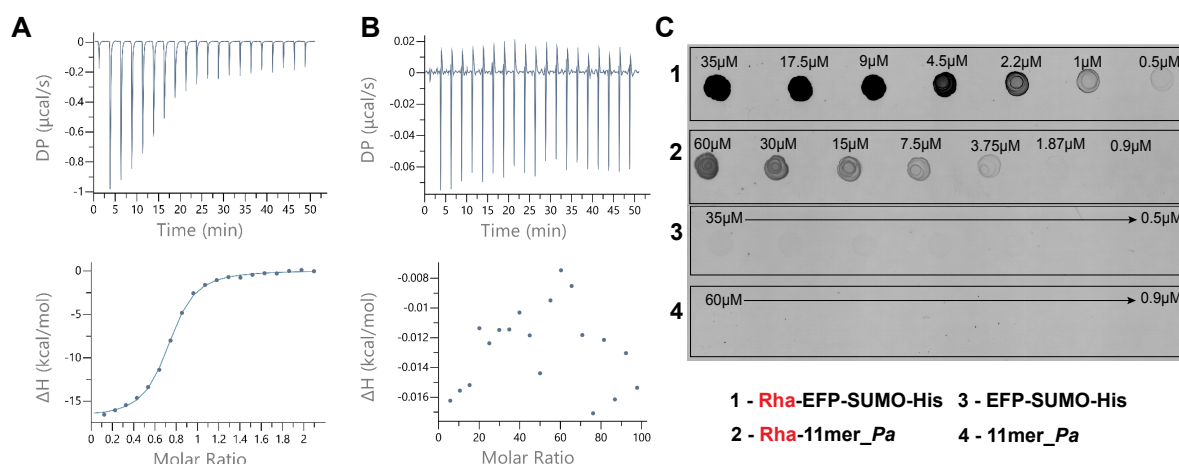 A
0
-0.2
-0.4
-0.6
-0.8
-1
DP (µcal/s)
0 5 10 15 20 25 30 35 40 45 50
Time (min)
0
-5
-10
-15
ΔH (kcal/mol)
0 0.2 0.4 0.6 0.8 1 1.2 1.4 1.6 1.8 2
Molar Ratio
B
0.02
0
-0.02
-0.04
-0.06
DP (µcal/s)
0 5 10 15 20 25 30 35 40 45 50
Time (min)
-0.008
-0.01
-0.012
-0.014
-0.016
ΔH (kcal/mol)
0 20 40 60 80 100
Molar Ratio
C
1
35µM 17.5µM 9µM 4.5µM 2.2µM 1µM 0.5µM
2
60µM 30µM 15µM 7.5µM 3.75µM 1.87µM 0.9µM
3
35µM 0.5µM
4
60µM 0.9µM
1 - Rha-EFP-SUMO-His 3 - EFP-SUMO-His
2 - Rha-11mer_Pa 4 - 11mer_Pa